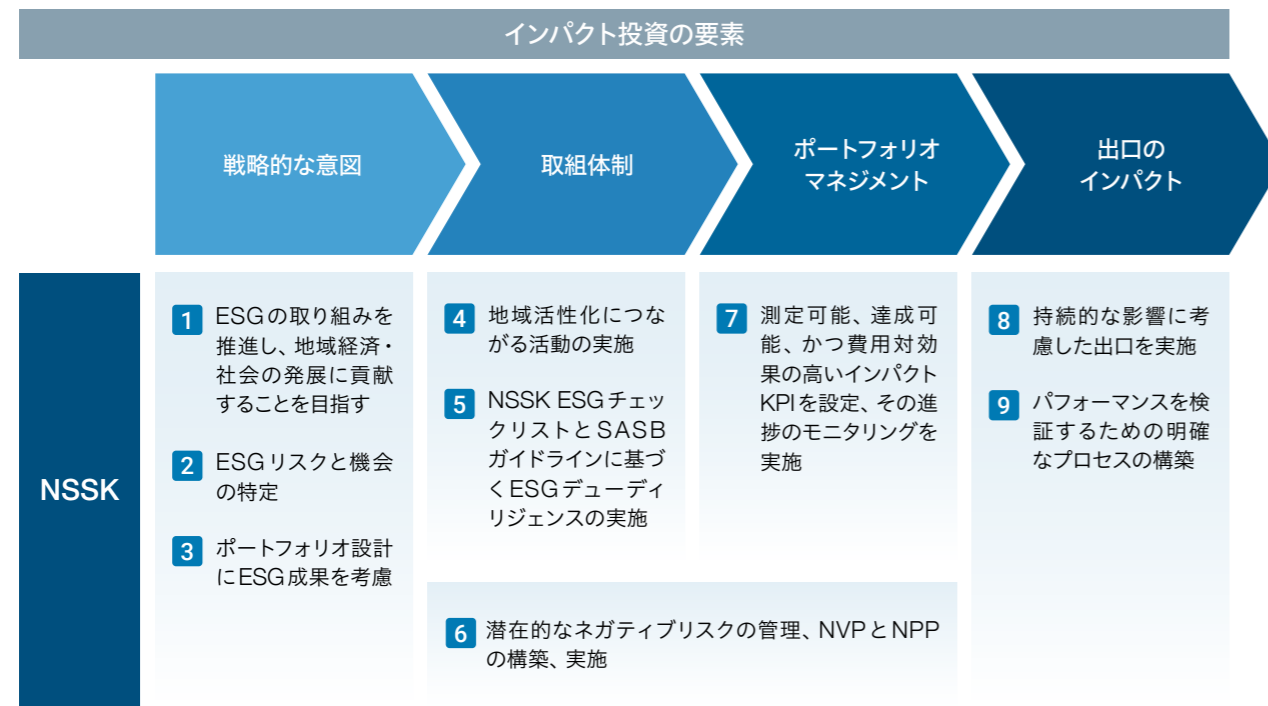 インパクト投資の要素
戦略的な意図
取組体制
ポートフォリオ
マネジメント
出口の
インパクト
NSSK
1 ESGの取り組みを
推進し、地域経済・
社会の発展に貢献
することを目指す
2 ESGリスクと機会
の特定
3 ポートフォリオ設計
にESG成果を考慮
4 地域活性化につな
がる活動の実施
5 NSSK ESGチェッ
クリストとSASB
ガイドラインに基づ
くESGデューディ
リジェンスの実施
6 潜在的なネガティブリスクの管理、NVPとNPP
の構築、実施
7 測定可能、達成可
能、かつ費用対効
果の高いインパクト
KPIを設定、その進
捗のモニタリングを
実施
8 持続的な影響に考
慮した出口を実施
9 パフォーマンスを検
証するための明確
なプロセスの構築